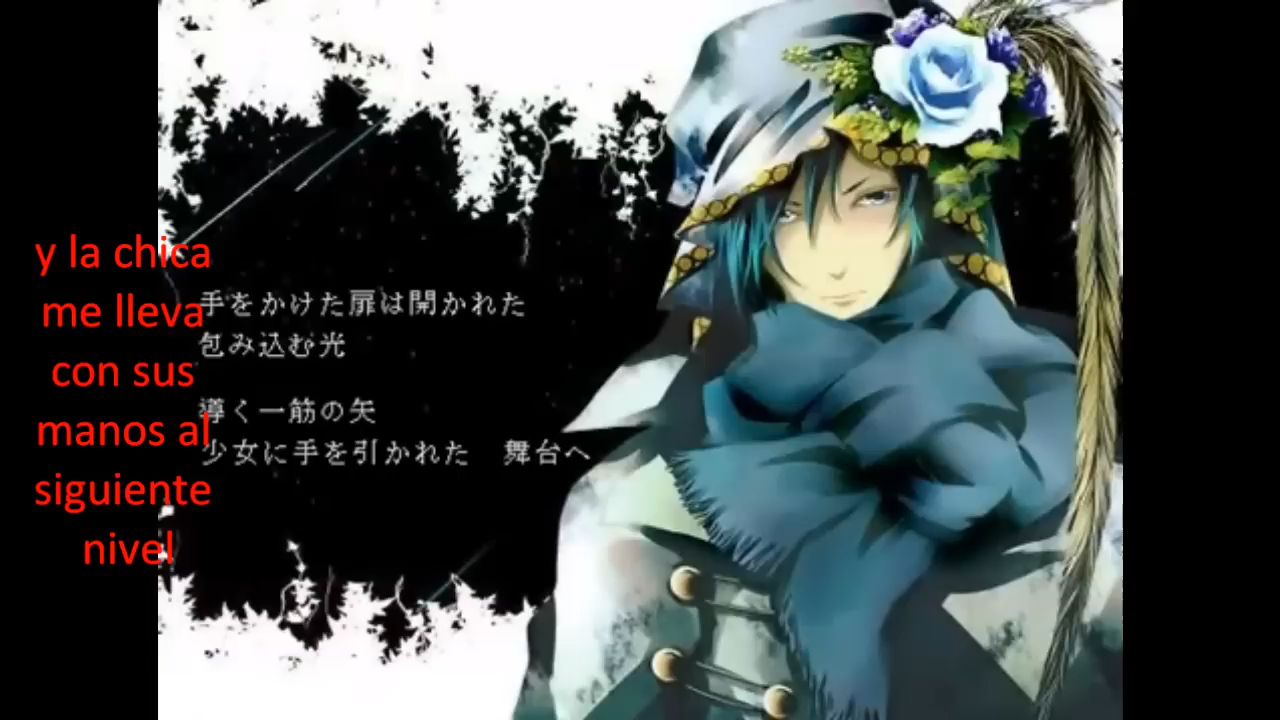 y la chica
me lleva
con sus
manos al
siguiente
nivel
手をかけた扉は開かれた
包み込む光
導く一筋の矢
少女に手を引かれた　舞台へ